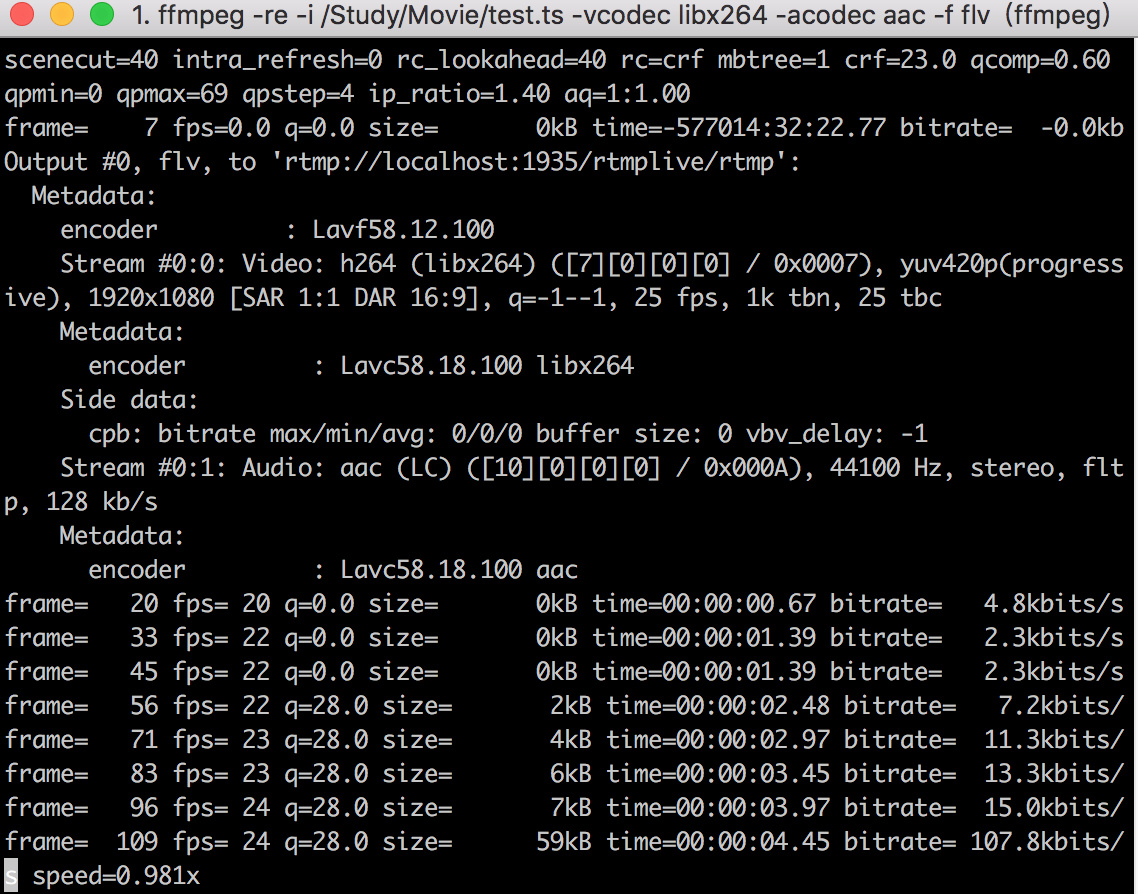 1. ffmpeg -re -i /Study/Movie/test.ts -vcodec libx264 -acodec aac -f flv (ffmpeg)
scenecut=40 intra_refresh=0 rc_lookahead=40 rc=crf mbtree=1 crf=23.0 qcomp=0.60
qpmin=0 qpmax=69 qpstep=4 ip_ratio=1.40 aq=1:1.00
frame=    7 fps=0.0 q=0.0 size=       0kB time=-577014:32:22.77 bitrate=  -0.0kb
Output #0, flv, to 'rtmp://localhost:1935/rtmplive/rtmp':
  Metadata:
    encoder         : Lavf58.12.100
    Stream #0:0: Video: h264 (libx264) ([7][0][0][0] / 0x0007), yuv420p(progress
ive), 1920x1080 [SAR 1:1 DAR 16:9], q=-1--1, 25 fps, 1k tbn, 25 tbc
    Metadata:
      encoder         : Lavc58.18.100 libx264
    Side data:
      cpb: bitrate max/min/avg: 0/0/0 buffer size: 0 vbv_delay: -1
    Stream #0:1: Audio: aac (LC) ([10][0][0][0] / 0x000A), 44100 Hz, stereo, flt
p, 128 kb/s
    Metadata:
      encoder         : Lavc58.18.100 aac
frame=   20 fps= 20 q=0.0 size=       0kB time=00:00:00.67 bitrate=   4.8kbits/s
frame=   33 fps= 22 q=0.0 size=       0kB time=00:00:01.39 bitrate=   2.3kbits/s
frame=   45 fps= 22 q=0.0 size=       0kB time=00:00:01.39 bitrate=   2.3kbits/s
frame=   56 fps= 22 q=28.0 size=       2kB time=00:00:02.48 bitrate=   7.2kbits/
frame=   71 fps= 23 q=28.0 size=       4kB time=00:00:02.97 bitrate=  11.3kbits/
frame=   83 fps= 23 q=28.0 size=       6kB time=00:00:03.45 bitrate=  13.3kbits/
frame=   96 fps= 24 q=28.0 size=       7kB time=00:00:03.97 bitrate=  15.0kbits/
frame=  109 fps= 24 q=28.0 size=      59kB time=00:00:04.45 bitrate= 107.8kbits/
s speed=0.981x